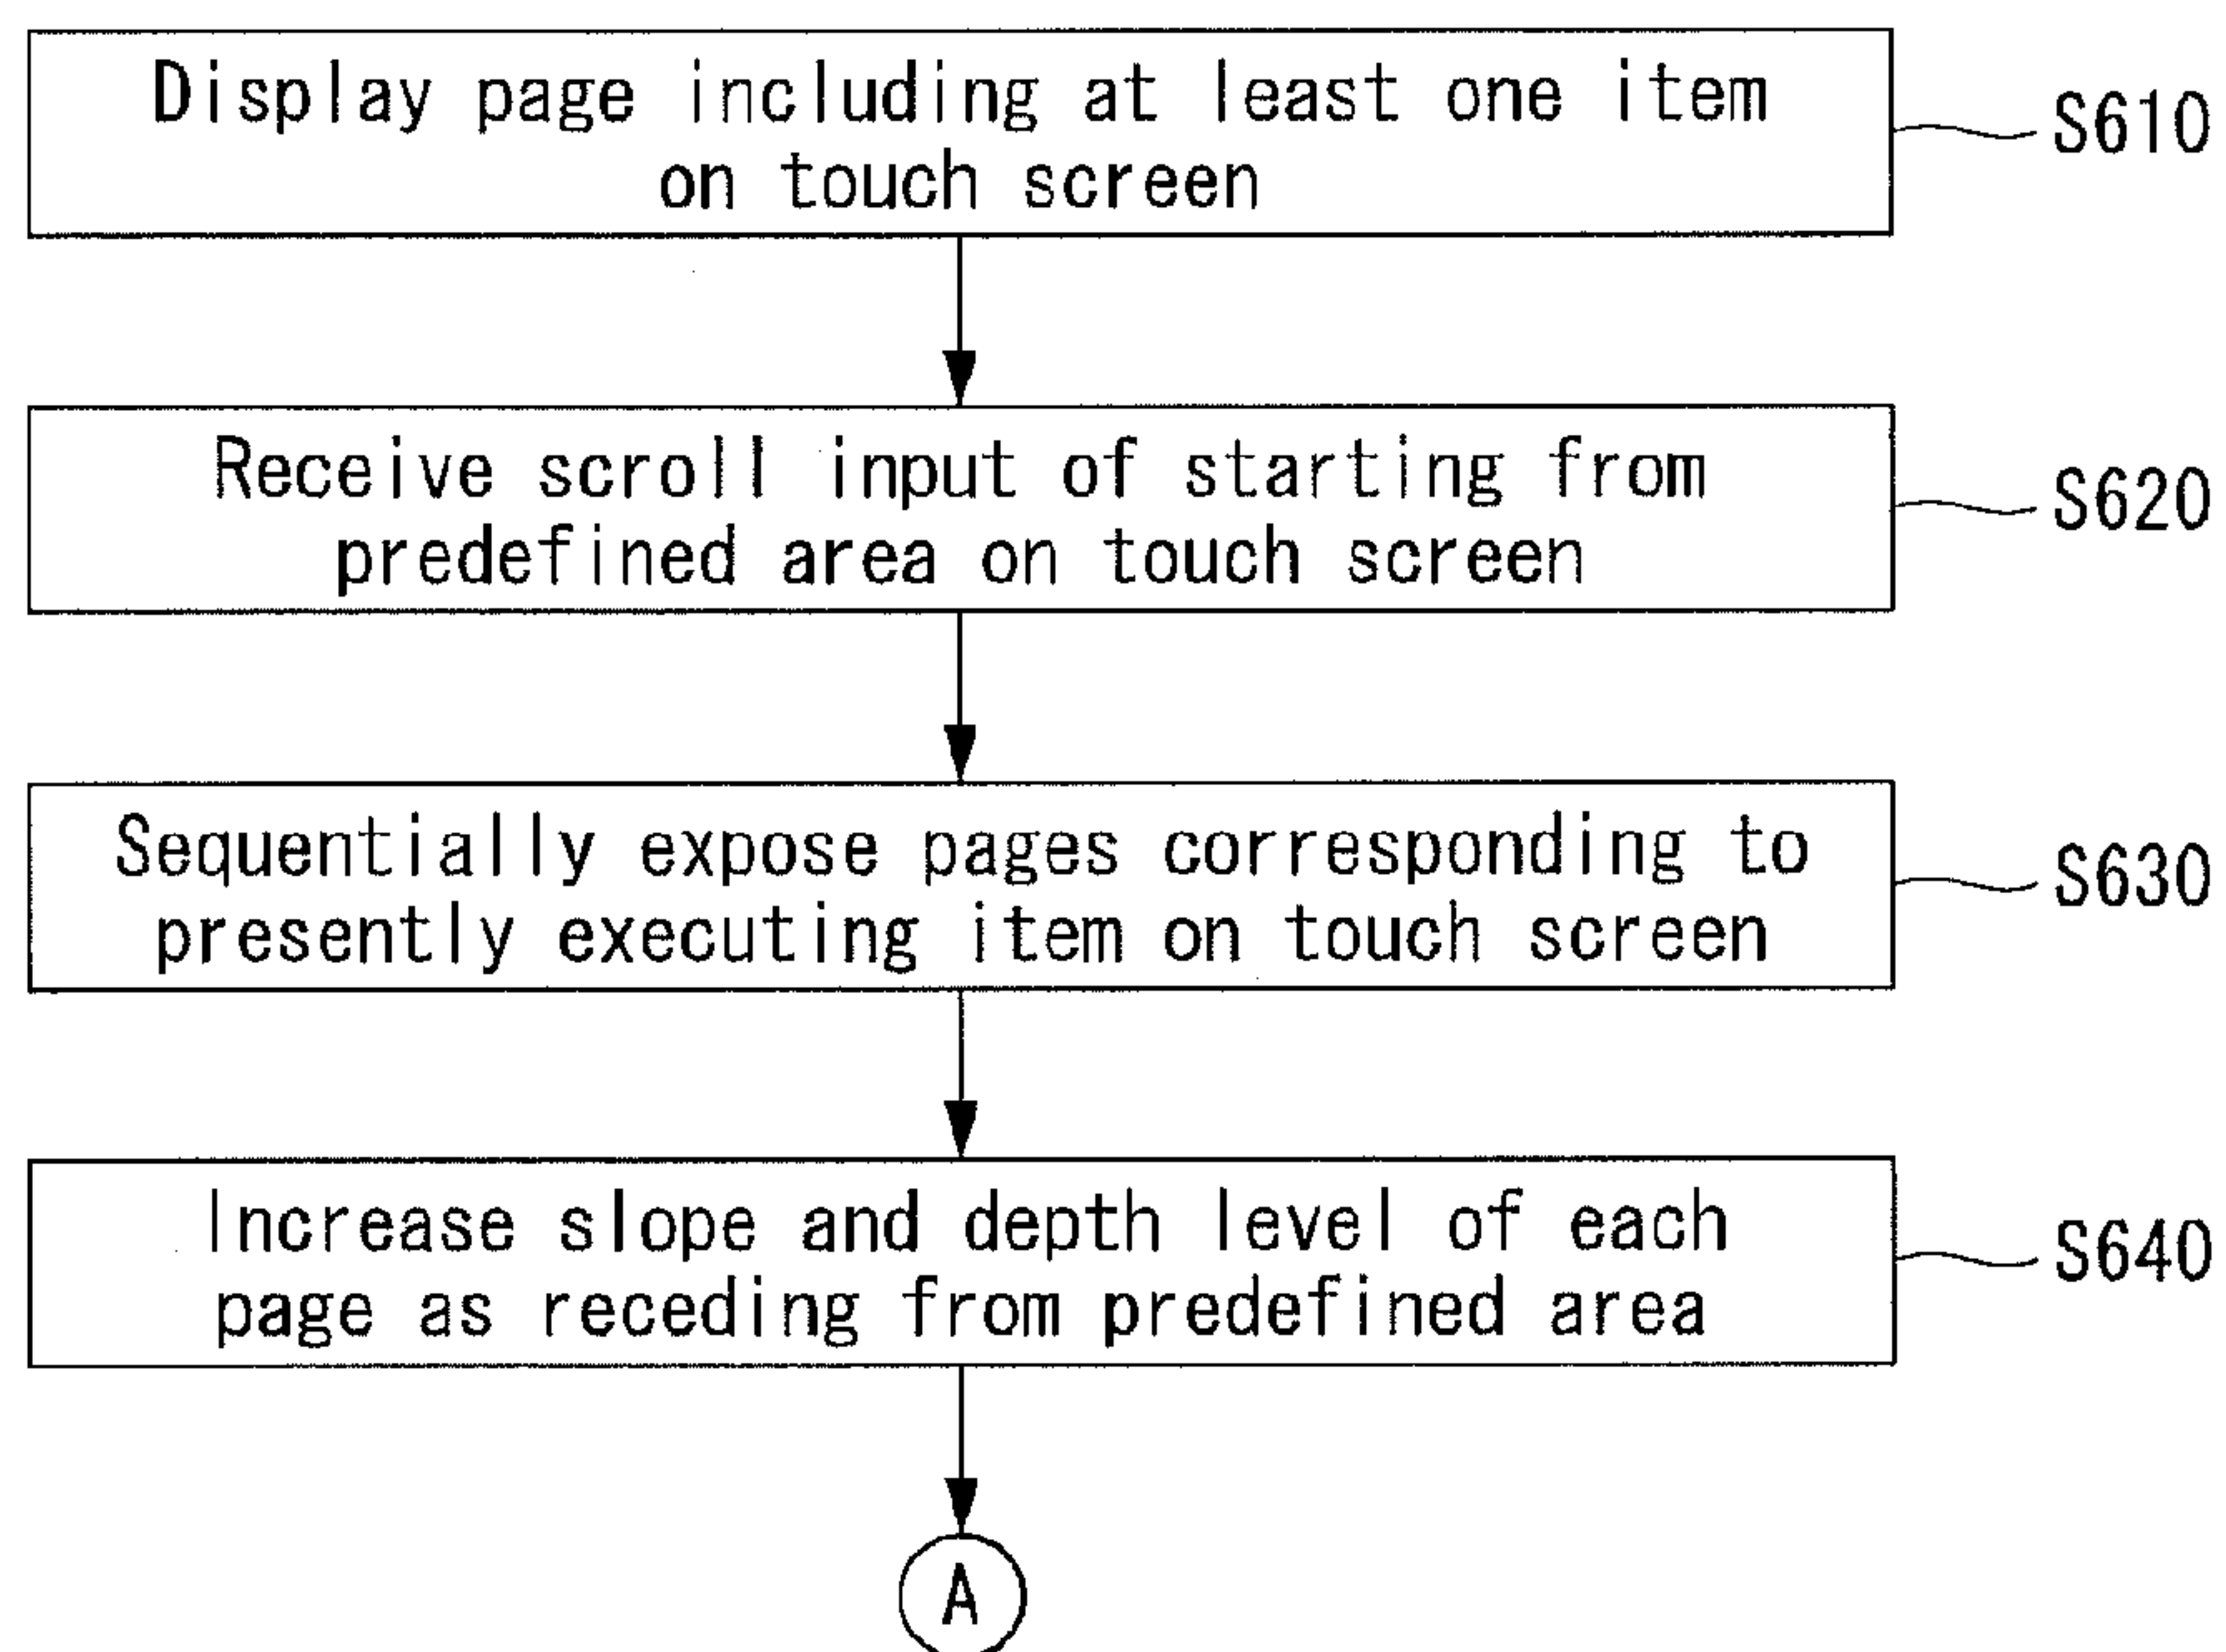 Display page including at least one item
on touch screen
S610
Receive scroll input of starting from
predefined area on touch screen
S620
Sequentially expose pages corresponding to
presently executing item on touch screen
S630
Increase slope and depth level of each
page as receding from predefined area
S640
A